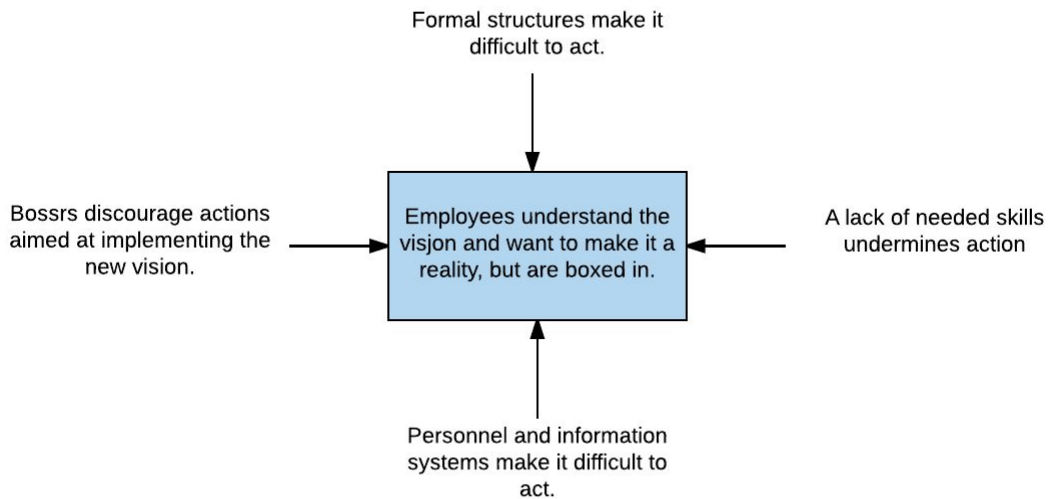 Formal structures make it
difficult to act.
Bossrs discourage actions
aimed at implementing the
new vision.
Employees understand the
visjon and want to make it a
reality, but are boxed in.
A lack of needed skills
undermines action
Personnel and information
systems make it difficult to
act.